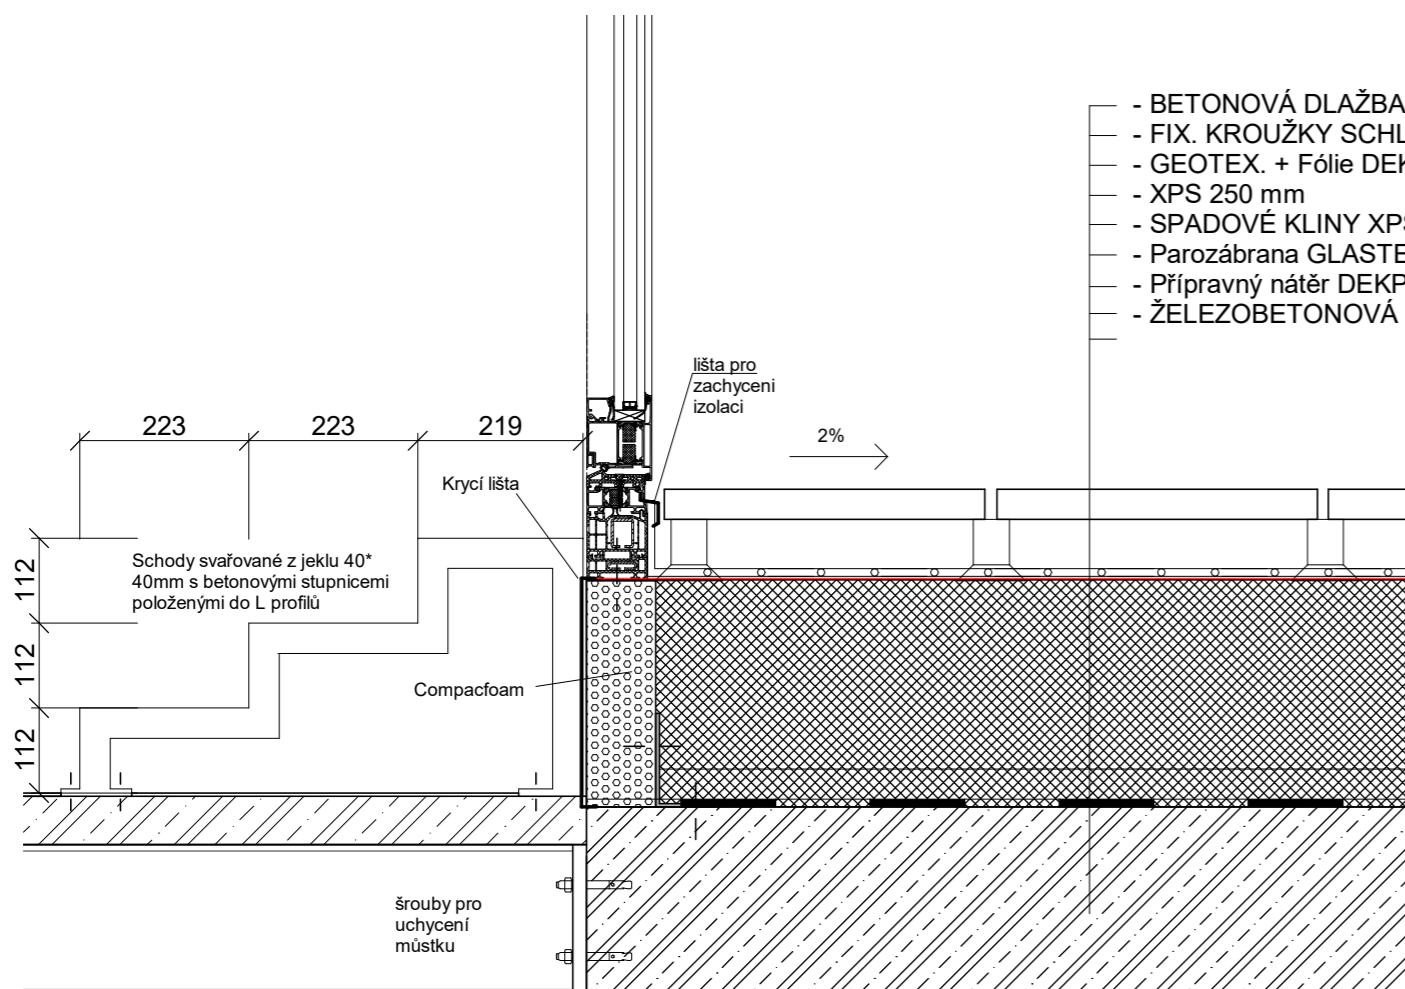 - BETONOVÁ DLAŽBA
- FIX. KROUŽKY SCHL
- GEOTEX. + Fólie DEK
- XPS 250 mm
- SPADOVÉ KLINY XPS
- Parozábrana GLASTE
- Přípravný nátěr DEKP
- ŽELEZOBETONOVÁ
lišta pro
zachyceni
izolaci
223
223
219
2%
Krycí lišta
112
112
112
Schody svařované z jeklu 40*
40mm s betonovými stupnicemi
položenými do L profilů
Compacfoam
šrouby pro
uchycení
můstku